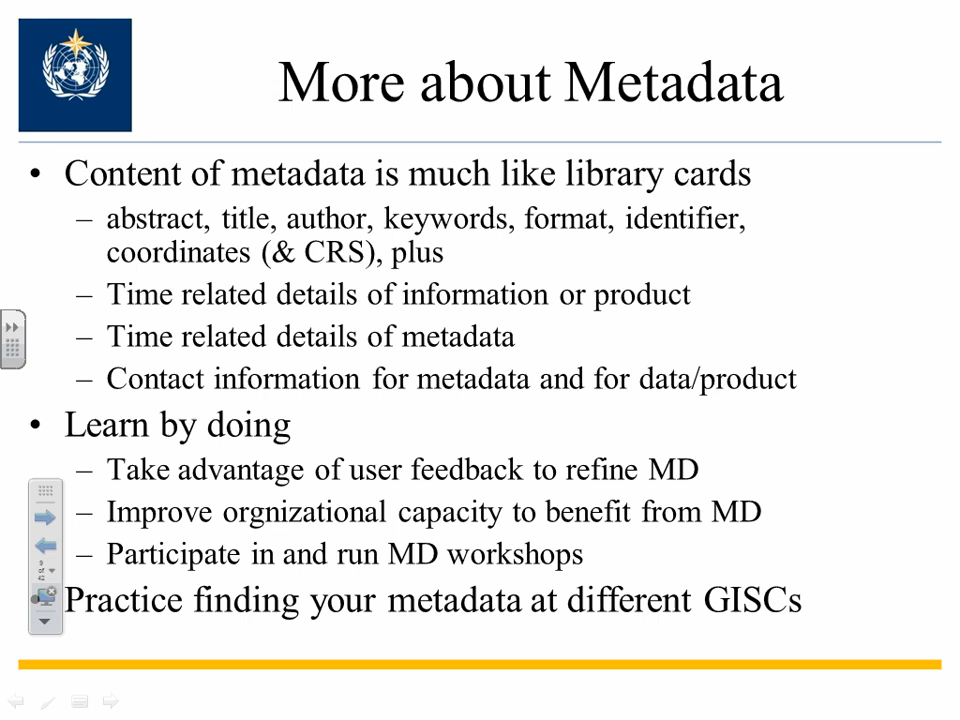 More about Metadata
• Content of metadata is much like library cards
– abstract, title, author, keywords, format, identifier,
coordinates (& CRS), plus
– Time related details of information or product
– Time related details of metadata
– Contact information for metadata and for data/product
• Learn by doing
– Take advantage of user feedback to refine MD
– Improve orgnizational capacity to benefit from MD
– Participate in and run MD workshops
Practice finding your metadata at different GISCs
9
of
42